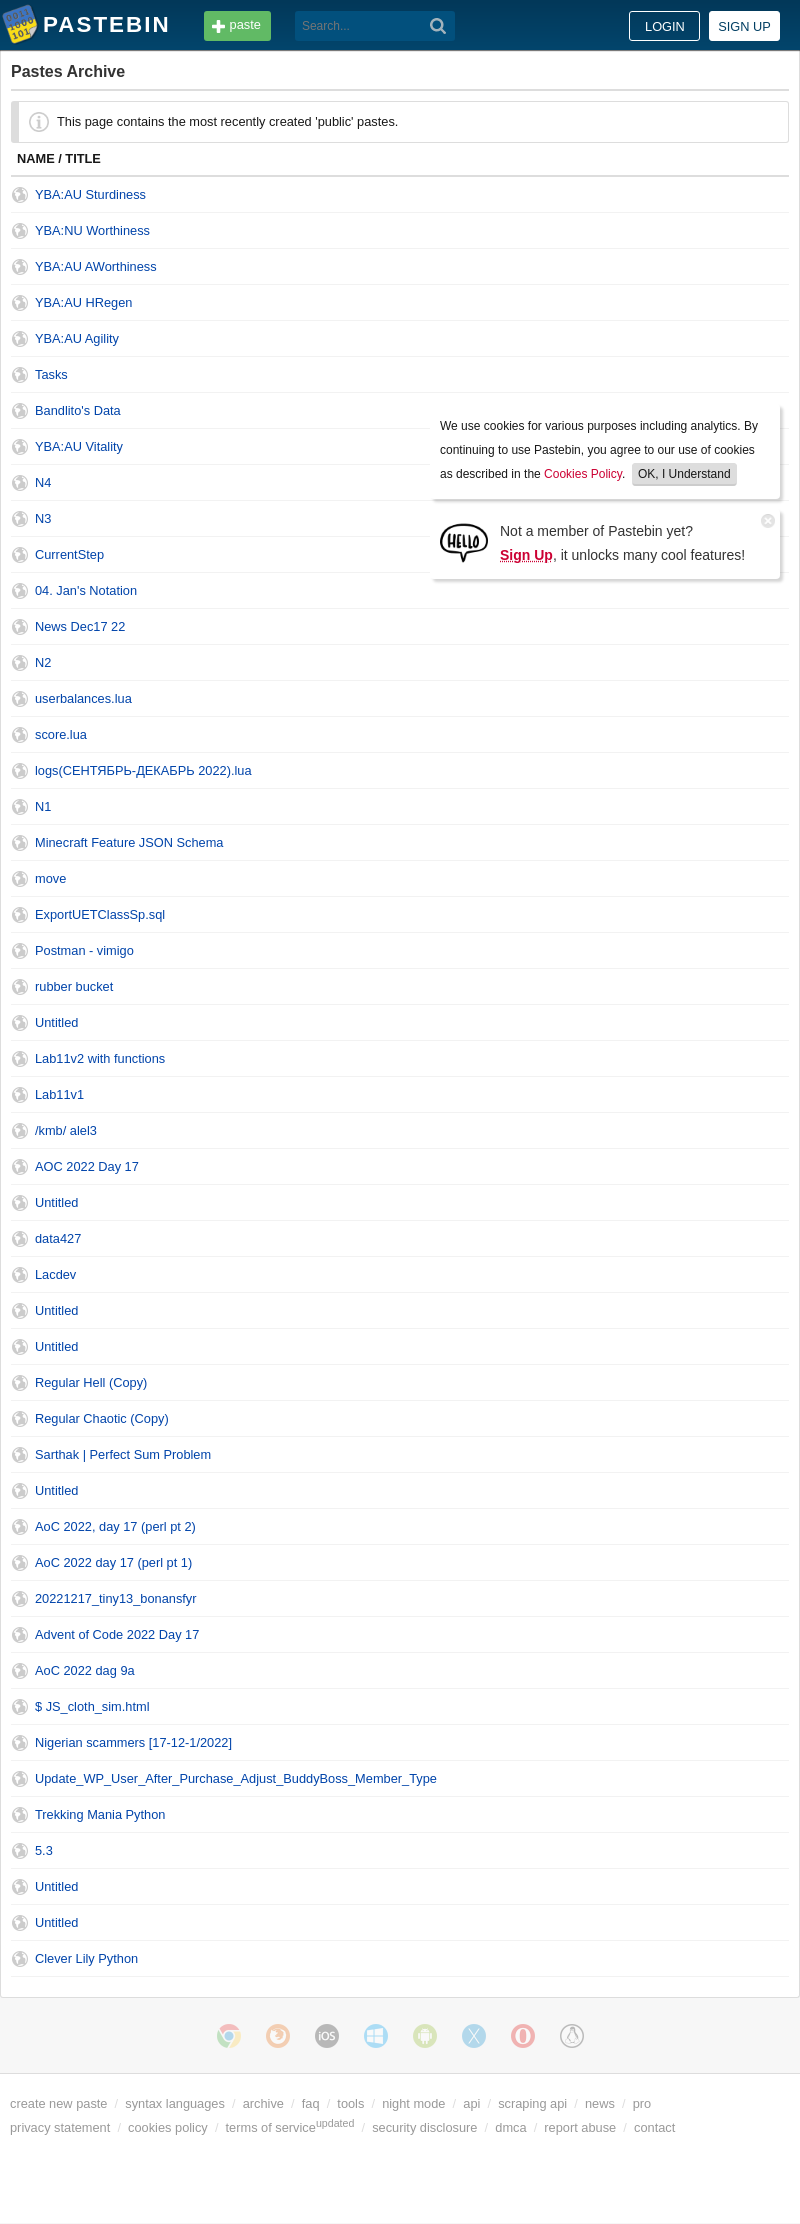 PASTEBIN
paste
Search...
LOGIN
SIGN UP
Pastes Archive
This page contains the most recently created 'public' pastes.
NAME / TITLE
YBA:AU Sturdiness
YBA:NU Worthiness
YBA:AU AWorthiness
YBA:AU HRegen
YBA:AU Agility
Tasks
Bandlito's Data
YBA:AU Vitality
N4
N3
CurrentStep
04. Jan's Notation
News Dec17 22
N2
userbalances.lua
score.lua
logs(СЕНТЯБРЬ-ДЕКАБРЬ 2022).lua
N1
Minecraft Feature JSON Schema
move
ExportUETClassSp.sql
Postman - vimigo
rubber bucket
Untitled
Lab11v2 with functions
Lab11v1
/kmb/ alel3
AOC 2022 Day 17
Untitled
data427
Lacdev
Untitled
Untitled
Regular Hell (Copy)
Regular Chaotic (Copy)
Sarthak | Perfect Sum Problem
Untitled
AoC 2022, day 17 (perl pt 2)
AoC 2022 day 17 (perl pt 1)
20221217_tiny13_bonansfyr
Advent of Code 2022 Day 17
AoC 2022 dag 9a
$ JS_cloth_sim.html
Nigerian scammers [17-12-1/2022]
Update_WP_User_After_Purchase_Adjust_BuddyBoss_Member_Type
Trekking Mania Python
5.3
Untitled
Untitled
Clever Lily Python
We use cookies for various purposes including analytics. By
continuing to use Pastebin, you agree to our use of cookies
as described in the Cookies Policy. OK, I Understand
HELLO
Not a member of Pastebin yet?
Sign Up, it unlocks many cool features!
iOS
create new paste / syntax languages / archive / faq / tools / night mode / api / scraping api / news / pro
privacy statement / cookies policy / terms of serviceupdated / security disclosure / dmca / report abuse / contact